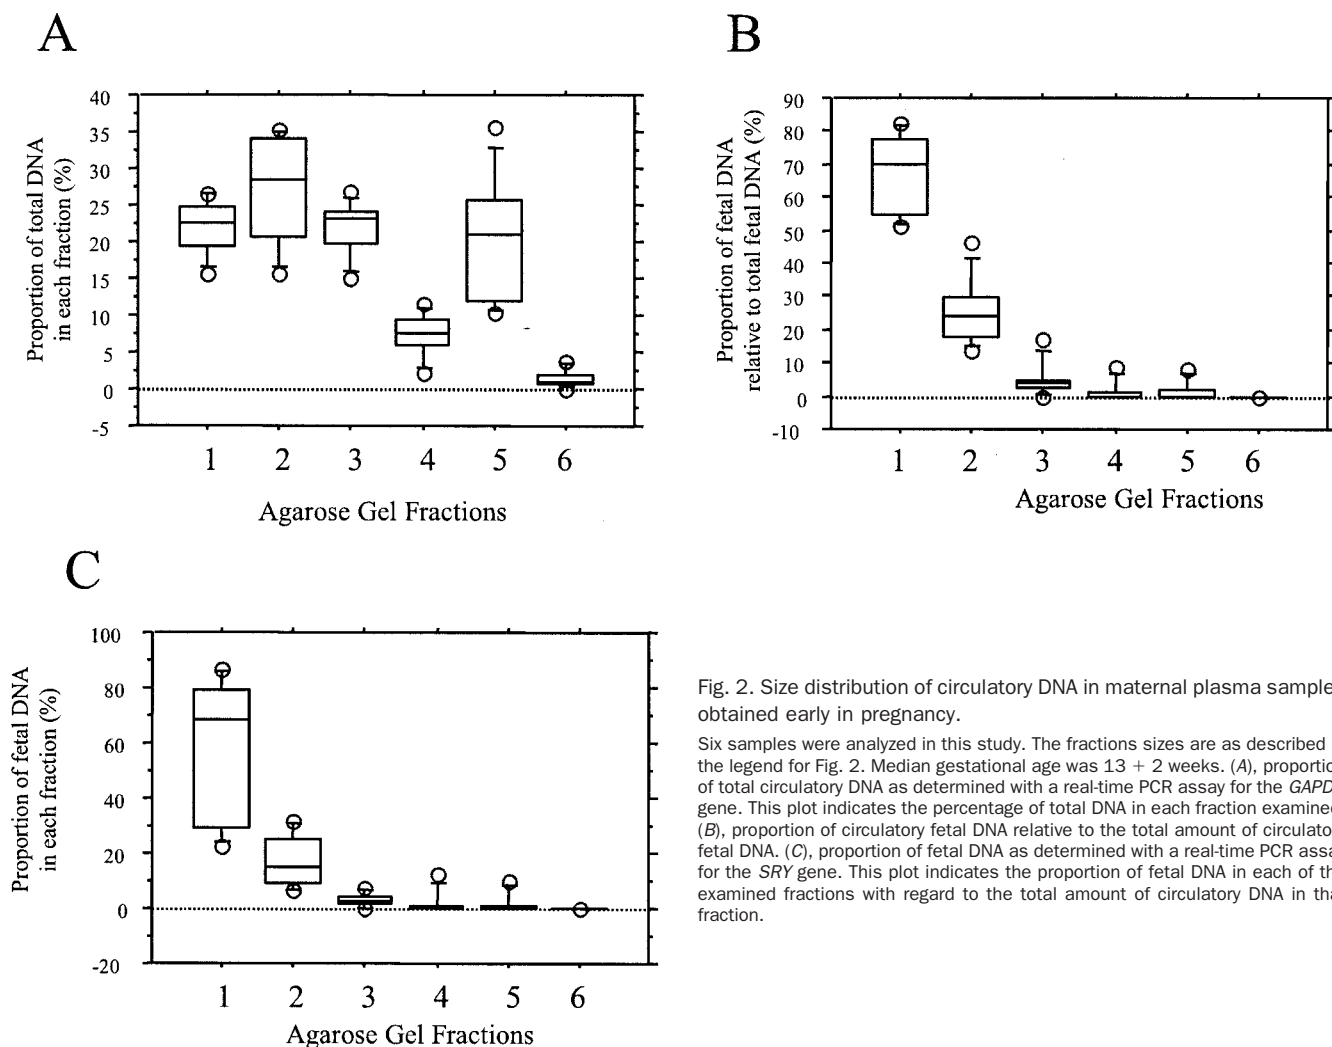 A
Proportion of total DNA
in each fraction (%)
40
35
30
25
20
15
10
5
0
-5
1 2 3 4 5 6
Agarose Gel Fractions
B
Proportion of fetal DNA
relative to total fetal DNA (%)
90
80
70
60
50
40
30
20
10
0
-10
1 2 3 4 5 6
Agarose Gel Fractions
C
Proportion of fetal DNA
in each fraction (%)
100
80
60
40
20
0
-20
1 2 3 4 5 6
Agarose Gel Fractions
Fig. 2. Size distribution of circulatory DNA in maternal plasma sample
obtained early in pregnancy.
Six samples were analyzed in this study. The fractions sizes are as described
the legend for Fig. 2. Median gestational age was 13 + 2 weeks. (A), proportio
of total circulatory DNA as determined with a real-time PCR assay for the GAPD
gene. This plot indicates the percentage of total DNA in each fraction examine
(B), proportion of circulatory fetal DNA relative to the total amount of circulato
fetal DNA. (C), proportion of fetal DNA as determined with a real-time PCR assa
for the SRY gene. This plot indicates the proportion of fetal DNA in each of th
examined fractions with regard to the total amount of circulatory DNA in tha
fraction.